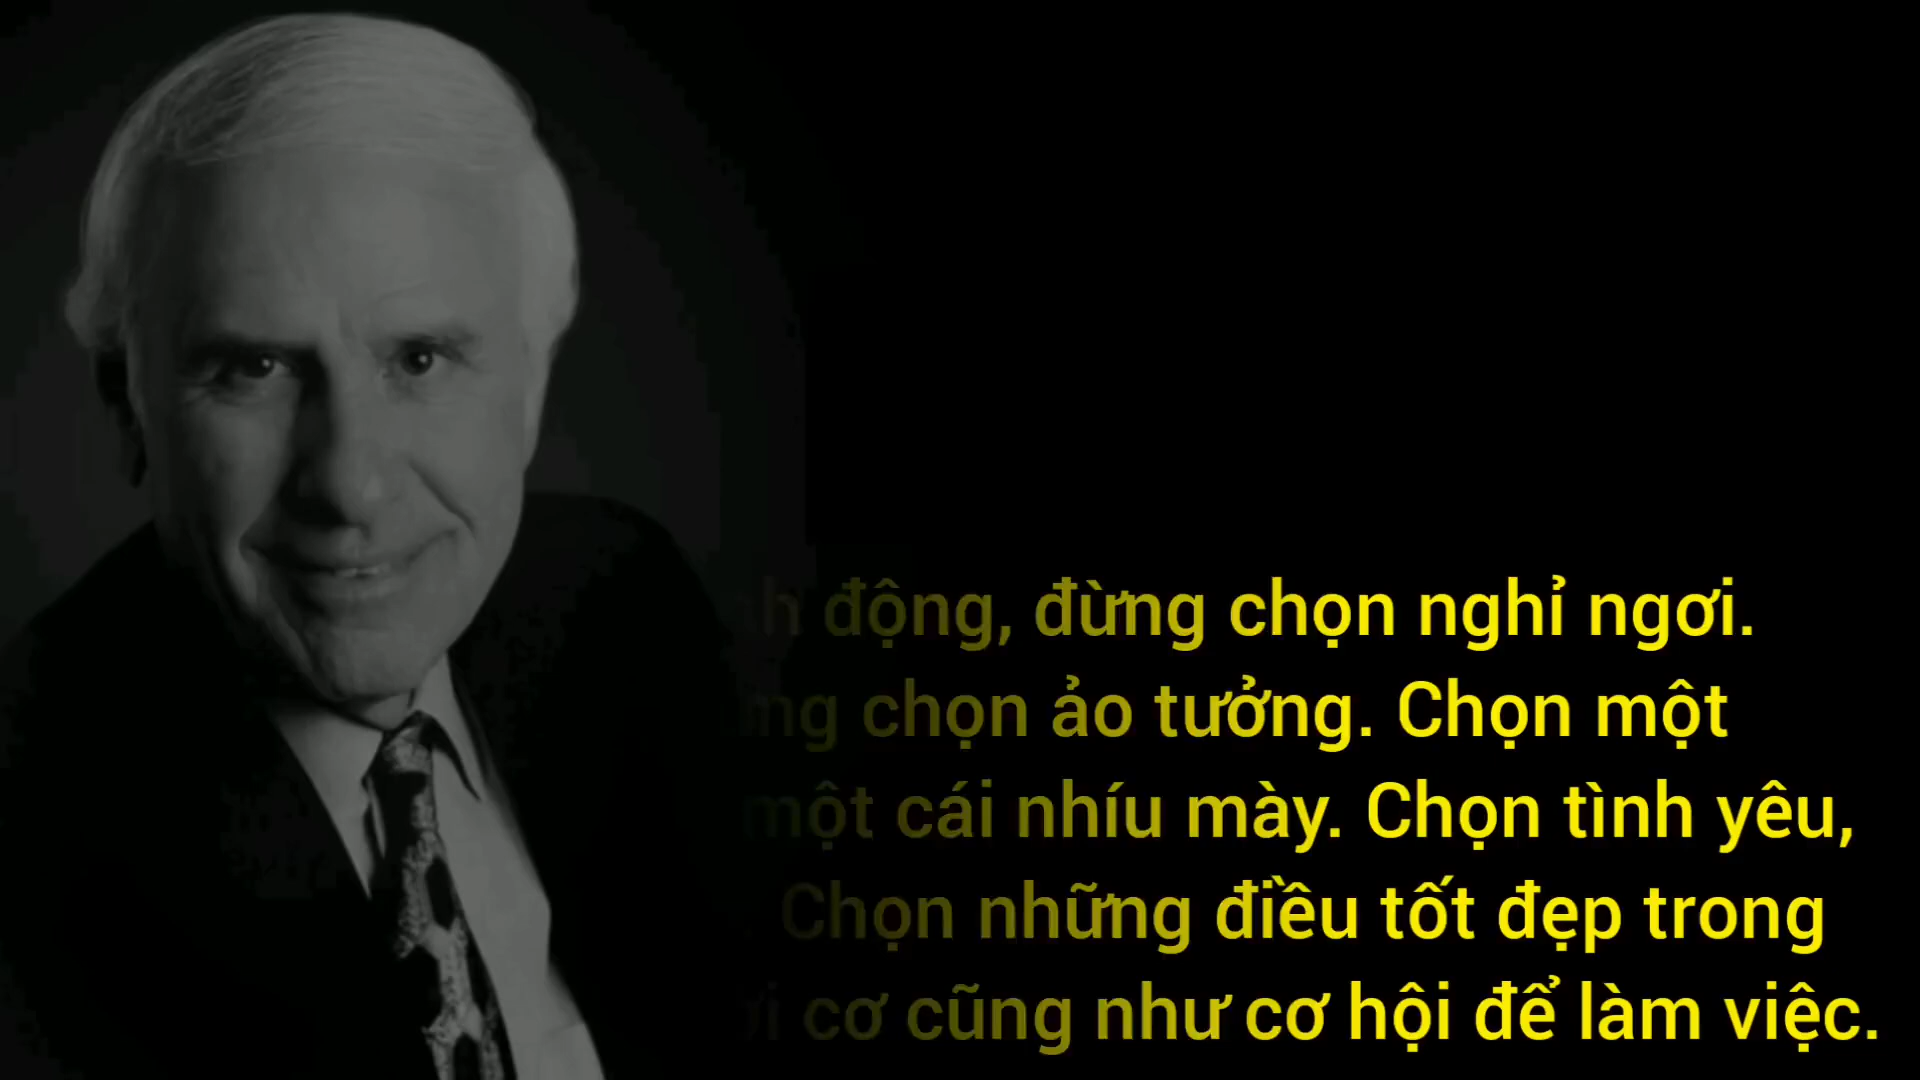 động, đừng chọn nghỉ ngơi.
chọn ảo tưởng. Chọn một
một cái nhíu mày. Chọn tình yêu,
Chọn những điều tốt đẹp trong
cơ cũng như cơ hội để làm việc.